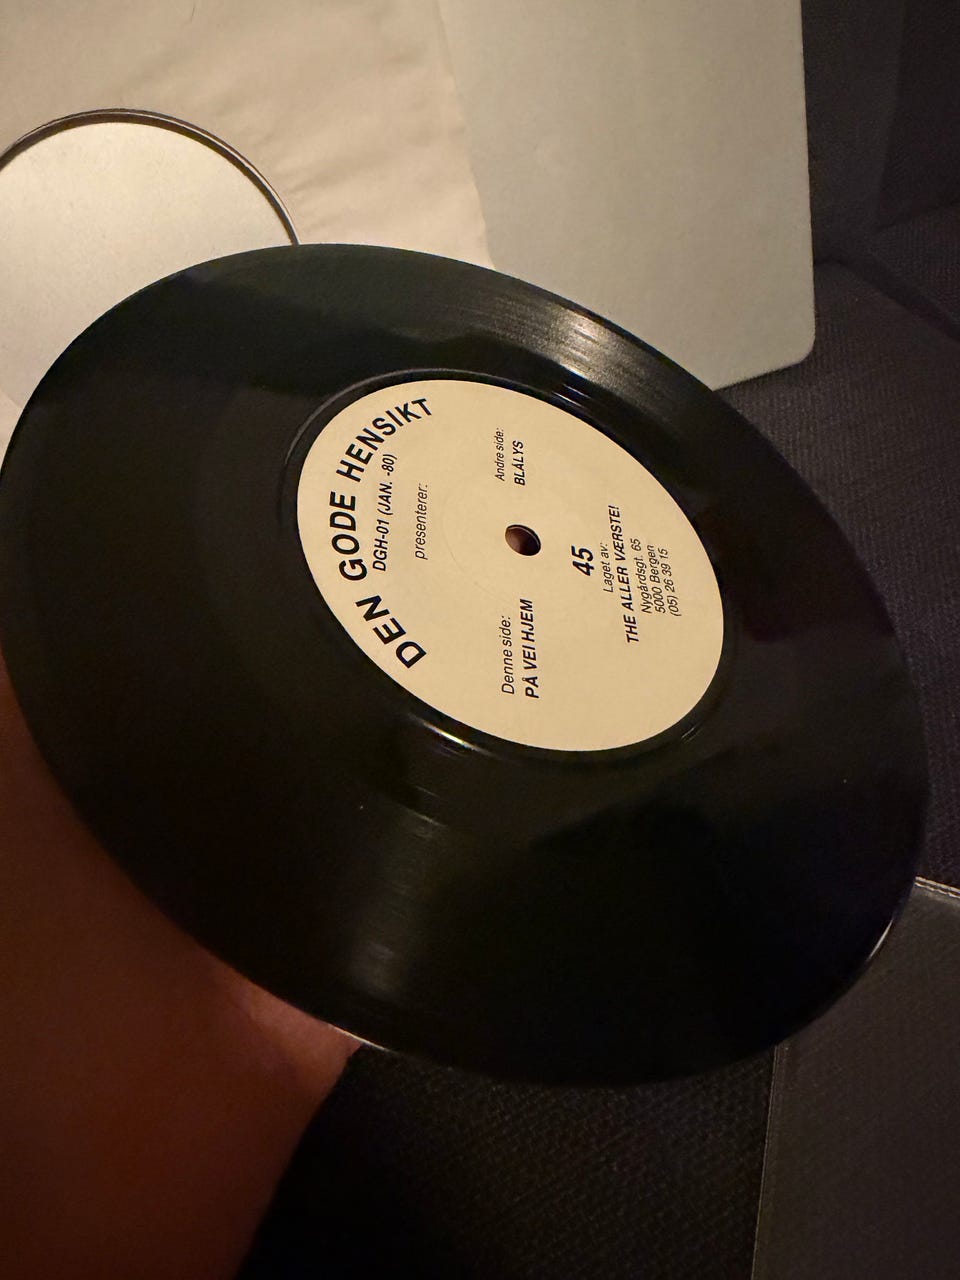 DEN GODE HENSIKT
DGH-01 (JAN. -80)
presenterer:
Denne side:
PÅ VEI HJEM
Andre side:
BLÅLYS
45
Laget av:
THE ALLER VÆRSTE!
Nygårdsgt. 65
5000 Bergen
(05) 26 39 15